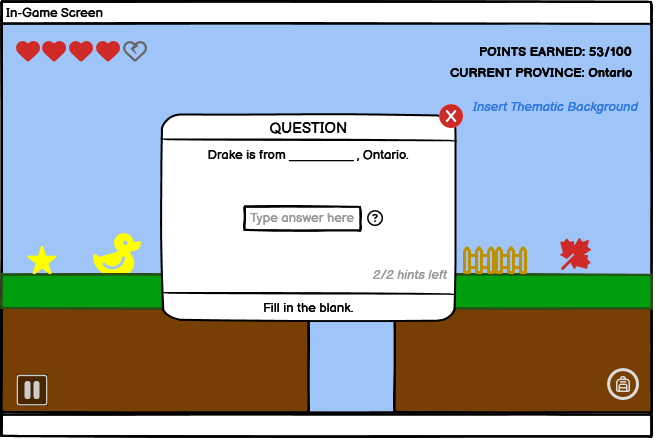 In-Game Screen
POINTS EARNED: 53/100
CURRENT PROVINCE: Ontario
Insert Thematic Background
X
QUESTION
Drake is from __________ , Ontario.
Type answer here
?
2/2 hints left
Fill in the blank.